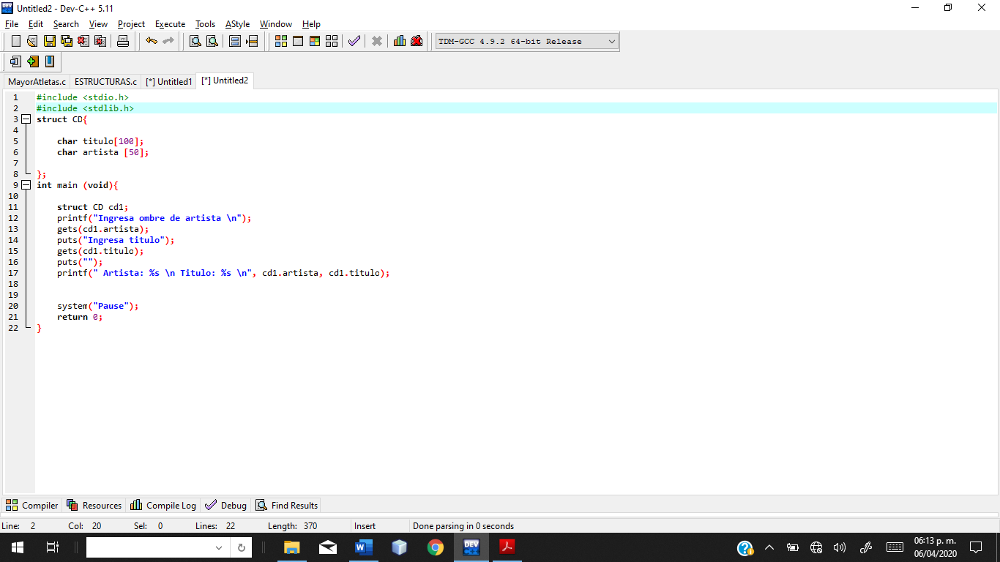 Untitled2 - Dev-C++ 5.11
File Edit Search View Project Execute Tools AStyle Window Help
TDM-GCC 4.9.2 64-bit Release
MayorAtletas.c ESTRUCTURAS.c [*] Untitled1 [*] Untitled2
1 #include <stdio.h>
2 #include <stdlib.h>
3 struct CD{
4
5 char titulo[100];
6 char artista [50];
7
8 };
9 int main (void){
10
11 struct CD cd1;
12 printf("Ingresa ombre de artista \n");
13 gets(cd1.artista);
14 puts("Ingresa titulo");
15 gets(cd1.titulo);
16 puts("");
17 printf(" Artista: %s \n Titulo: %s \n", cd1.artista, cd1.titulo);
18
19
20 system("Pause");
21 return 0;
22 }
Compiler Resources Compile Log Debug Find Results
Line: 2 Col: 20 Sel: 0 Lines: 22 Length: 370 Insert Done parsing in 0 seconds
DEV
06:13 p. m.
06/04/2020